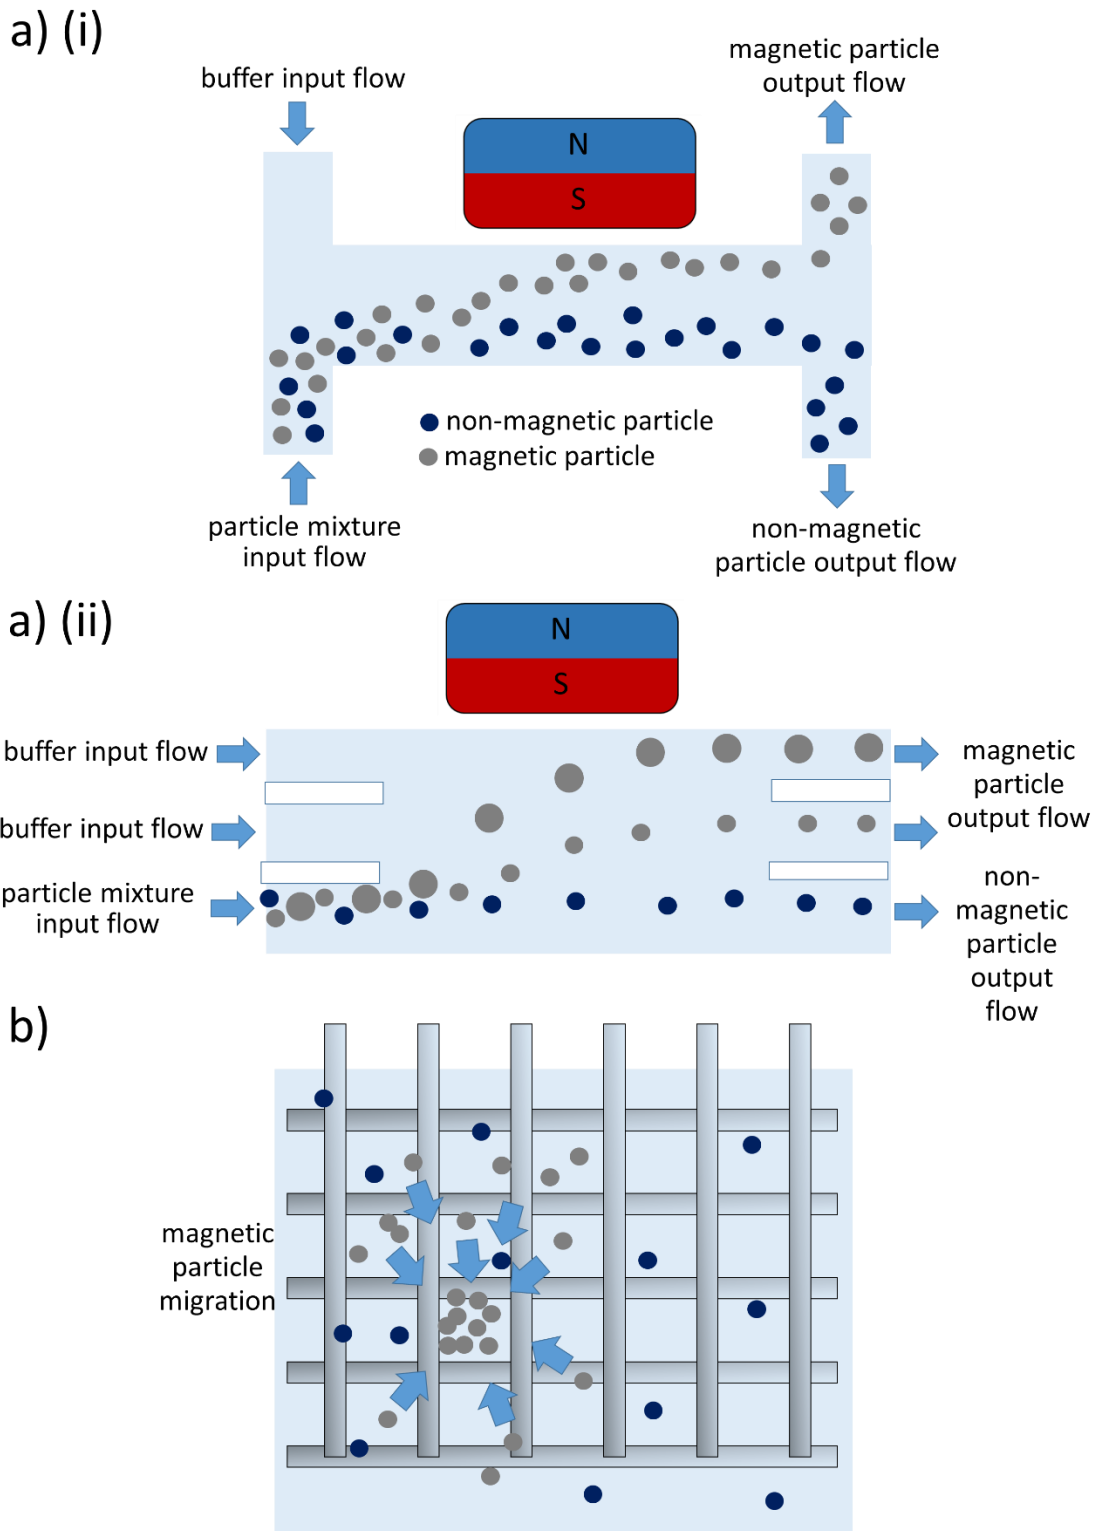 a) (i)
buffer input flow
magnetic particle
output flow
N
S
non-magnetic particle
magnetic particle
particle mixture
input flow
non-magnetic
particle output flow
a) (ii)
N
S
buffer input flow
buffer input flow
particle mixture
input flow
magnetic
particle
output flow
non-
magnetic
particle
output
flow
b)
magnetic
particle
migration